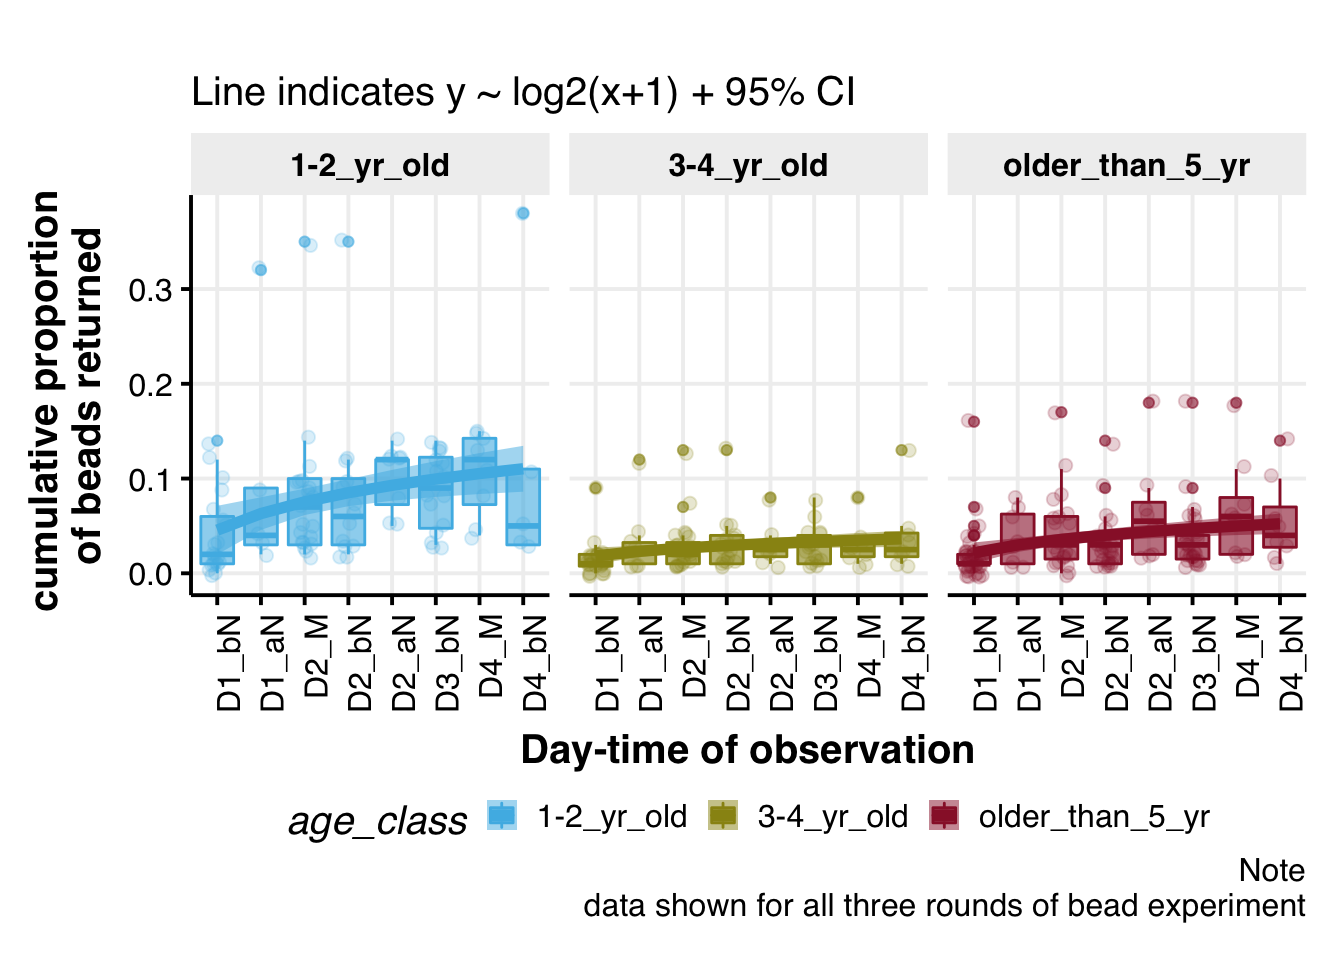 Line indicates y ~ log2(x+1) + 95% CI
1-2_yr_old
3-4_yr_old
older_than_5_yr
cumulative proportion
of beads returned
0.3
0.2
0.1
0.0
D1_bN
D1_aN
D2_M
D2_bN
D2_aN
D3_bN
D4_M
D4_bN
D1_bN
D1_aN
D2_M
D2_bN
D2_aN
D3_bN
D4_M
D4_bN
D1_bN
D1_aN
D2_M
D2_bN
D2_aN
D3_bN
D4_M
D4_bN
Day-time of observation
age_class 1-2_yr_old 3-4_yr_old older_than_5_yr
Note
data shown for all three rounds of bead experiment